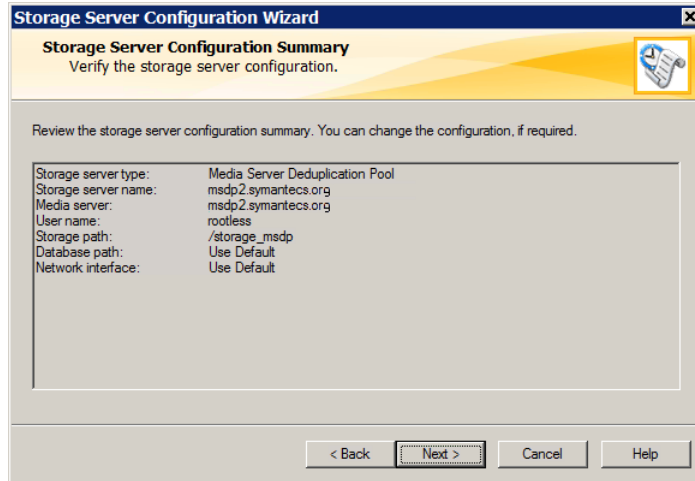 Storage Server Configuration Wizard
Storage Server Configuration Summary
Verify the storage server configuration.
Review the storage server configuration summary. You can change the configuration, if required.
Storage server type: Media Server Deduplication Pool
Storage server name: msdp2.symantecs.org
Media server: msdp2.symantecs.org
User name: rootless
Storage path: /storage_msdp
Database path: Use Default
Network interface: Use Default
< Back Next > Cancel Help